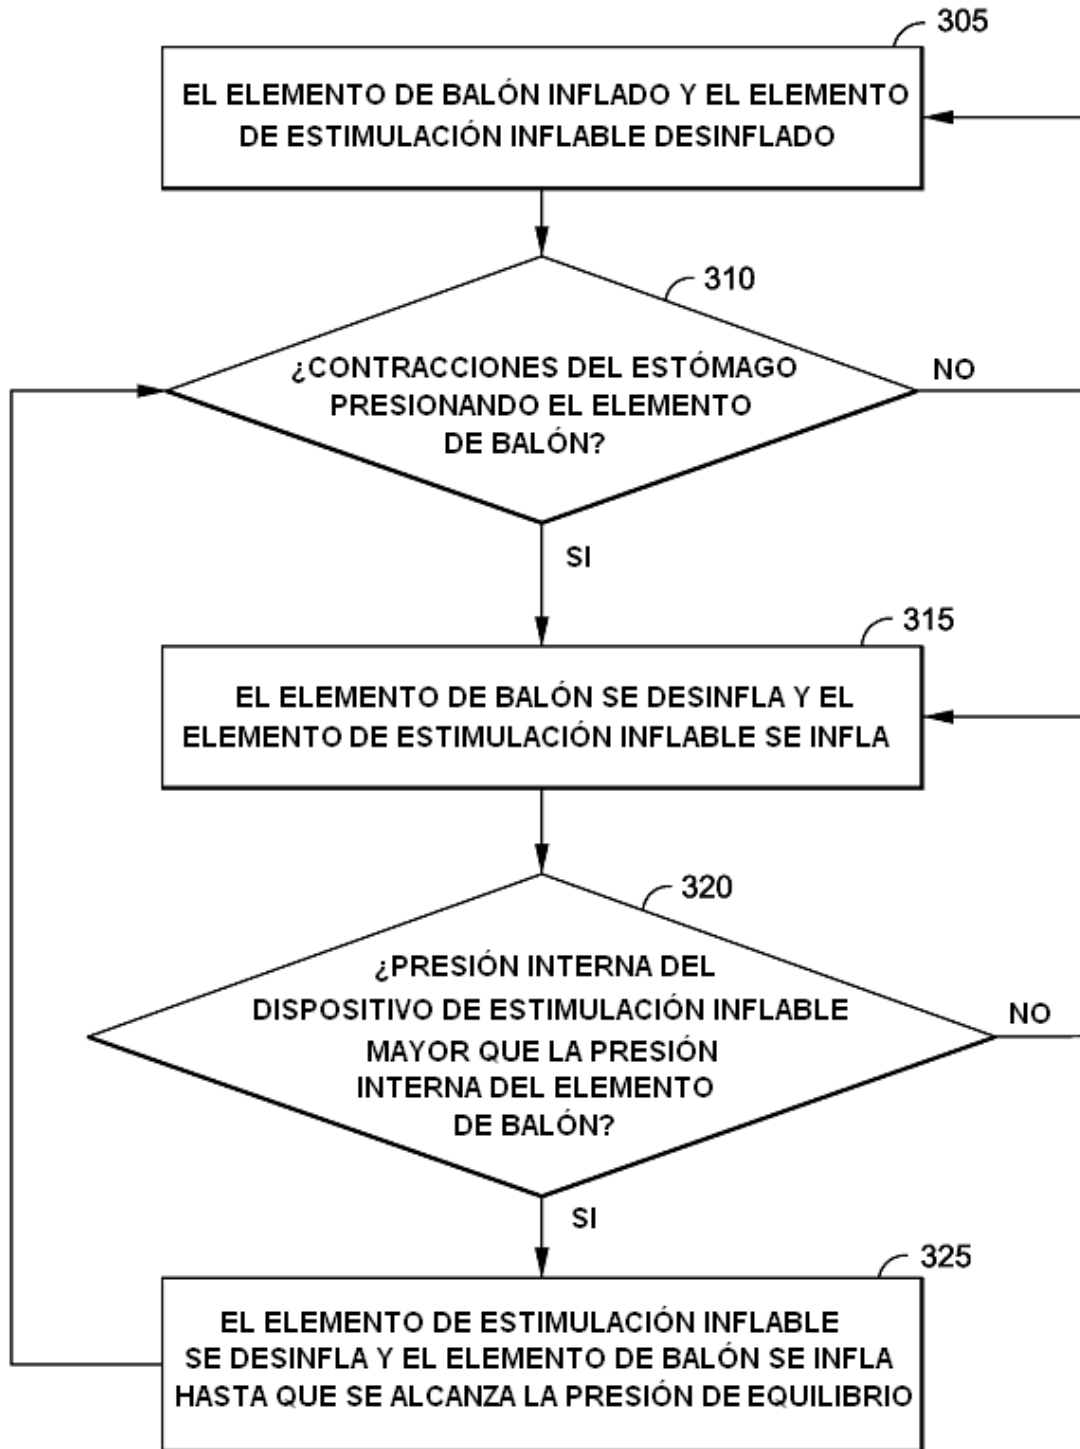 305
EL ELEMENTO DE BALÓN INFLADO Y EL ELEMENTO
DE ESTIMULACIÓN INFLABLE DESINFLADO
310
¿CONTRACCIONES DEL ESTÓMAGO
PRESIONANDO EL ELEMENTO
DE BALÓN?
NO
SI
315
EL ELEMENTO DE BALÓN SE DESINFLA Y EL
ELEMENTO DE ESTIMULACIÓN INFLABLE SE INFLA
320
¿PRESIÓN INTERNA DEL
DISPOSITIVO DE ESTIMULACIÓN INFLABLE
MAYOR QUE LA PRESIÓN
INTERNA DEL ELEMENTO
DE BALÓN?
NO
SI
325
EL ELEMENTO DE ESTIMULACIÓN INFLABLE
SE DESINFLA Y EL ELEMENTO DE BALÓN SE INFLA
HASTA QUE SE ALCANZA LA PRESIÓN DE EQUILIBRIO